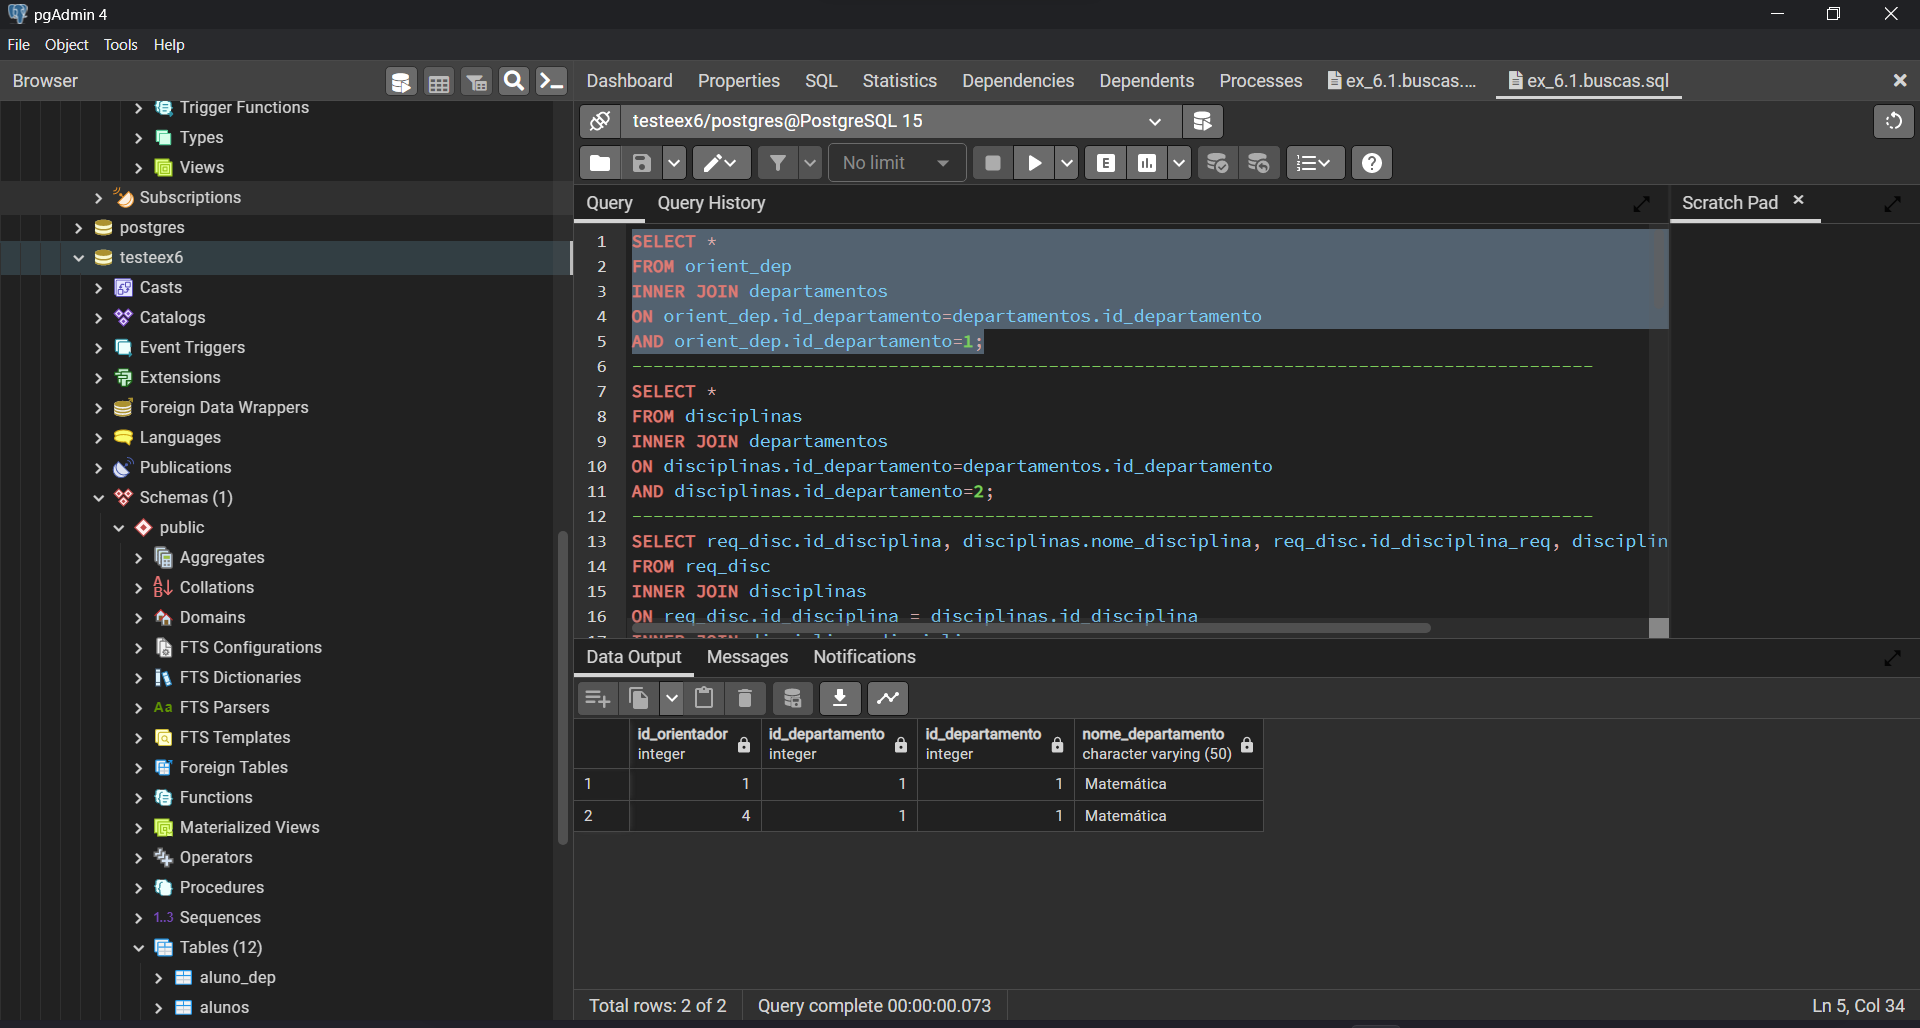 pgAdmin 4
File Object Tools Help
Browser
Dashboard Properties SQL Statistics Dependencies Dependents Processes ex_6.1.buscas.... ex_6.1.buscas.sql
Trigger Functions
Types
Views
Subscriptions
postgres
testeex6
Casts
Catalogs
Event Triggers
Extensions
Foreign Data Wrappers
Languages
Publications
Schemas (1)
public
Aggregates
Collations
Domains
FTS Configurations
FTS Dictionaries
Aa FTS Parsers
FTS Templates
Foreign Tables
Functions
Materialized Views
Operators
Procedures
1..3 Sequences
Tables (12)
aluno_dep
alunos
testeex6/postgres@PostgreSQL 15
No limit
E
Query Query History
Scratch Pad
1 SELECT *
2 FROM orient_dep
3 INNER JOIN departamentos
4 ON orient_dep.id_departamento=departamentos.id_departamento
5 AND orient_dep.id_departamento=1;
6 ------------------------------------------------------------------------------------------
7 SELECT *
8 FROM disciplinas
9 INNER JOIN departamentos
10 ON disciplinas.id_departamento=departamentos.id_departamento
11 AND disciplinas.id_departamento=2;
12 ------------------------------------------------------------------------------------------
13 SELECT req_disc.id_disciplina, disciplinas.nome_disciplina, req_disc.id_disciplina_req, disciplin
14 FROM req_disc
15 INNER JOIN disciplinas
16 ON req_disc.id_disciplina = disciplinas.id_disciplina
Data Output Messages Notifications
id_orientador integer
id_departamento integer
id_departamento integer
nome_departamento character varying (50)
1 1 1 1 Matemática
2 4 1 1 Matemática
Total rows: 2 of 2 Query complete 00:00:00.073 Ln 5, Col 34